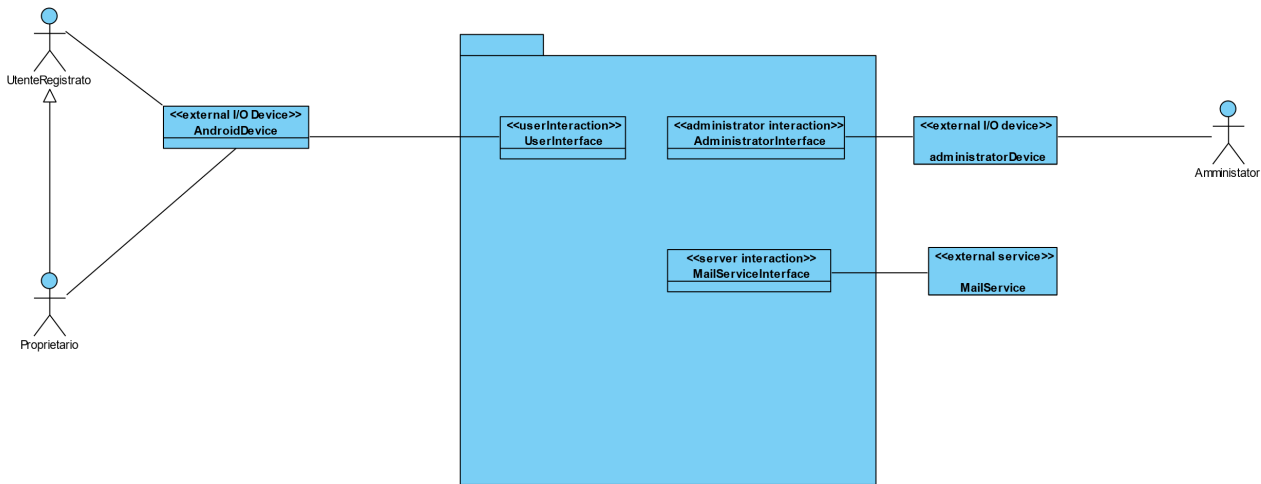 UtenteRegistrato
<<external I/O Device>>
AndroidDevice
<<userInteraction>>
UserInterface
<<administrator interaction>>
AdministratorInterface
<<external I/O device>>
administratorDevice
Amministator
<<server interaction>>
MailServiceInterface
<<external service>>
MailService
Proprietario